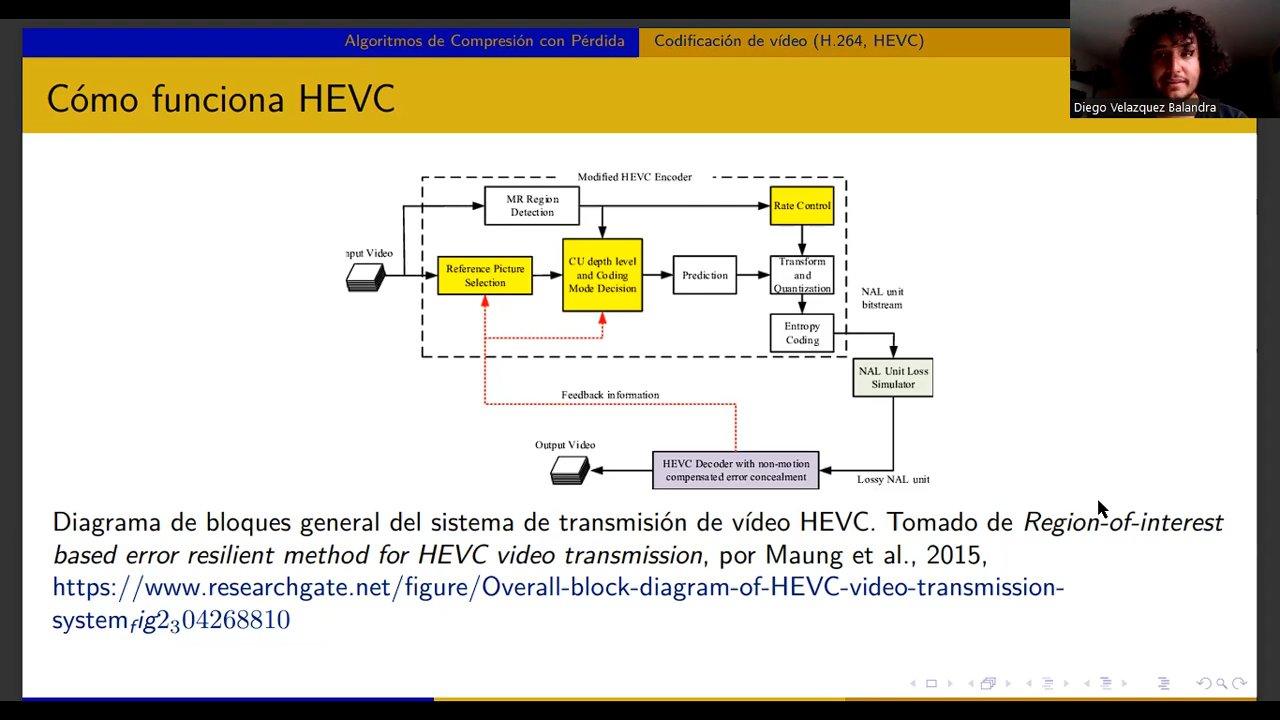 Algoritmos de Compresión con Pérdida
Codificación de vídeo (H.264, HEVC)
Cómo funciona HEVC
Diego Velazquez Balandra
Modified HEVC Encoder
MR Region
Detection
Rate Control
nput Video
Reference Picture
Selection
CU depth level
and Coding
Mode Decision
Prediction
Transform
and
Quantization
NAL unit
bitstream
Entropy
Coding
NAL Unit Loss
Simulator
Feedback information
Output Video
HEVC Decoder with non-motion
compensated error concealment
Lossy NAL unit
Diagrama de bloques general del sistema de transmisión de vídeo HEVC. Tomado de Region-of-interest
based error resilient method for HEVC video transmission, por Maung et al., 2015,
https://www.researchgate.net/figure/Overall-block-diagram-of-HEVC-video-transmission-
systemfig2304268810